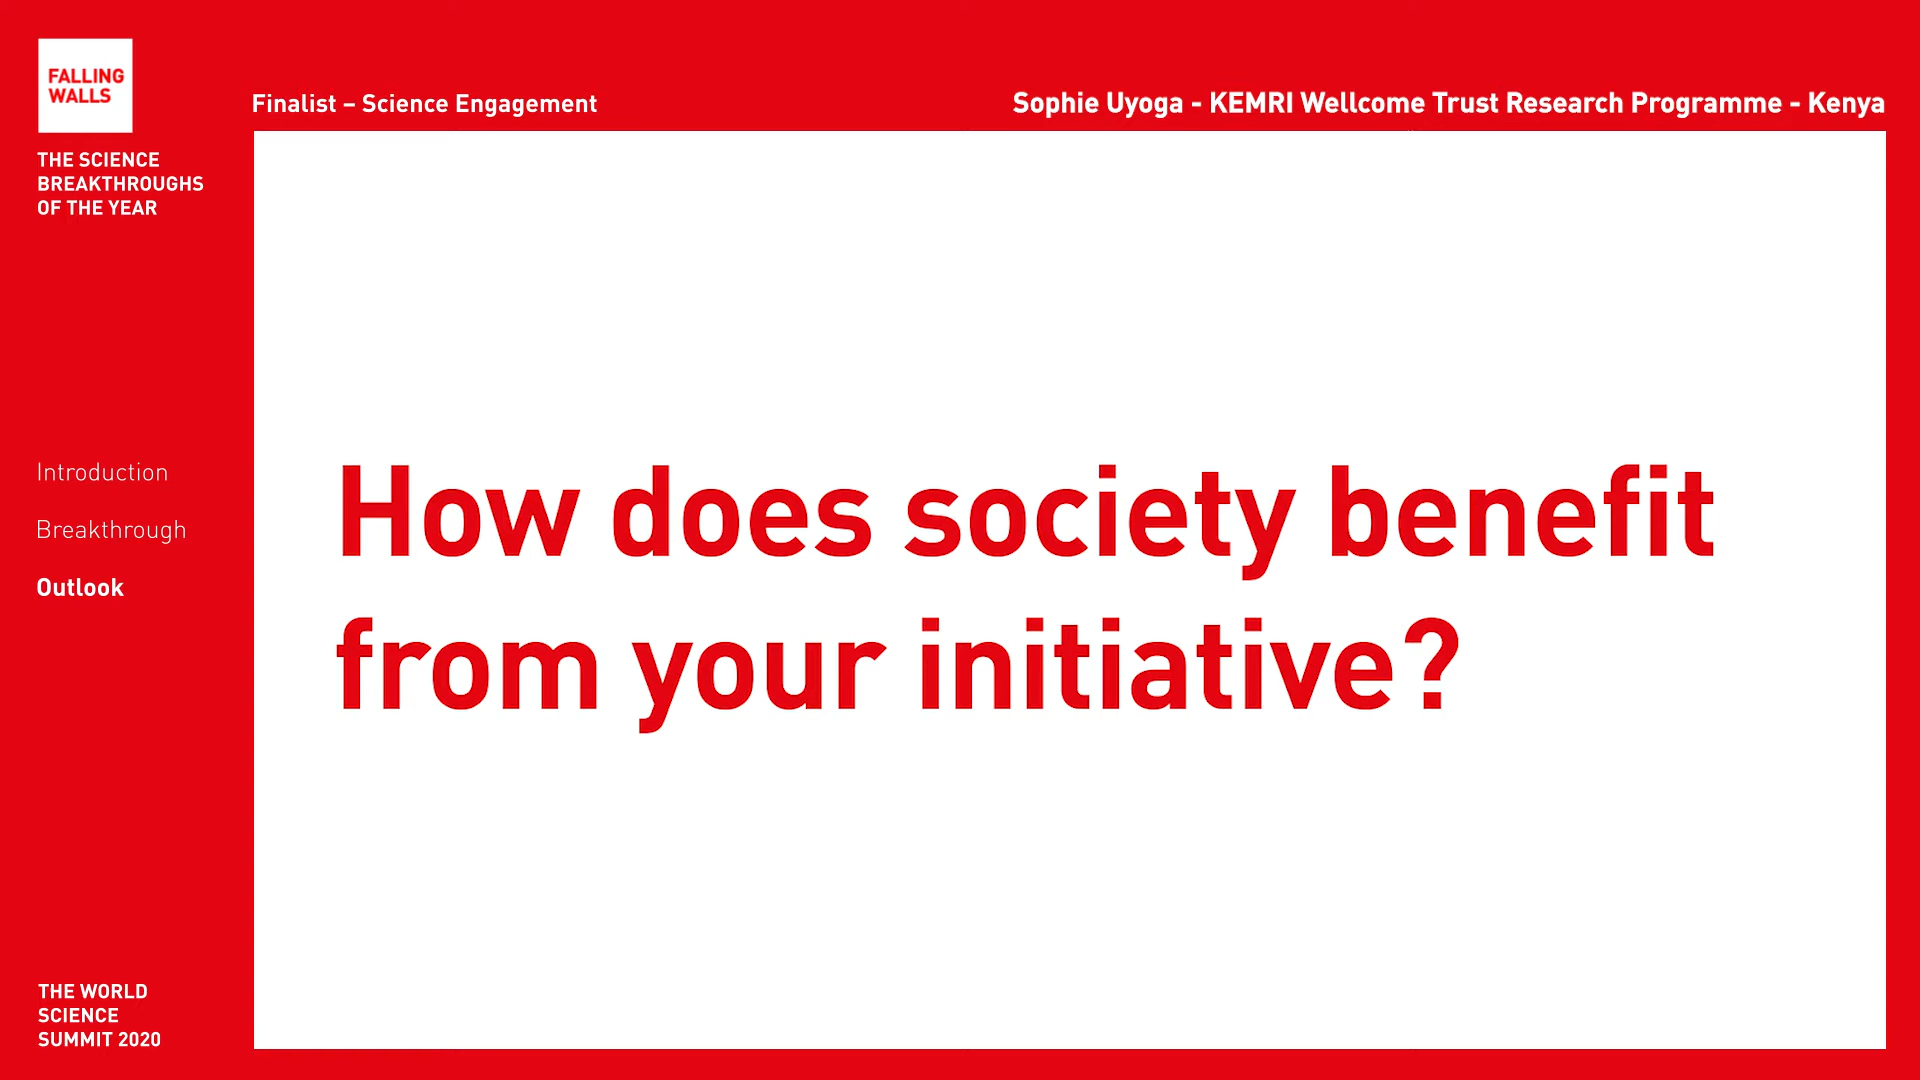 FALLING
WALLS
THE SCIENCE
BREAKTHROUGHS
OF THE YEAR
Finalist – Science Engagement
Sophie Uyoga - KEMRI Wellcome Trust Research Programme - Kenya
Introduction
Breakthrough
Outlook
How does society benefit
from your initiative?
THE WORLD
SCIENCE
SUMMIT 2020